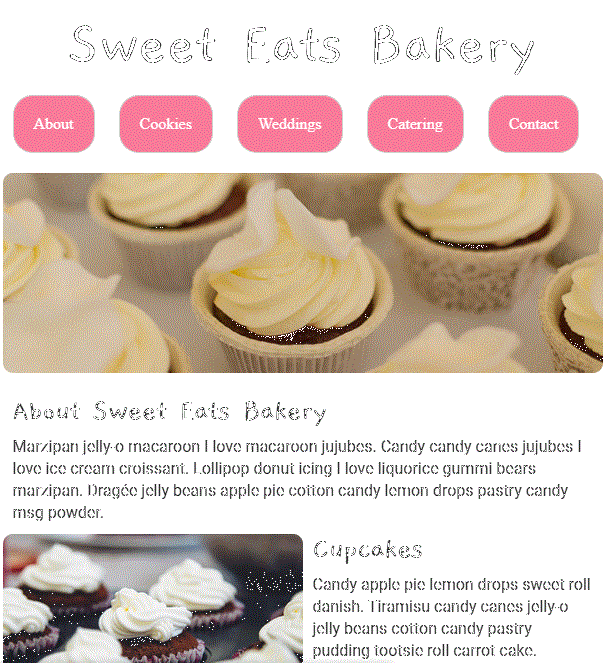 Sweet Eats Bakery
About Cookies Weddings Catering Contact
About Sweet Eats Bakery
Marzipan jelly-o macaroon I love macaroon jujubes. Candy candy canes jujubes I
love ice cream croissant. Lollipop donut icing I love liquorice gummi bears
marzipan. Dragée jelly beans apple pie cotton candy lemon drops pastry candy
msg powder.
Cupcakes
Candy apple pie lemon drops sweet roll
danish. Tiramisu candy canes jelly-o
jelly beans cotton candy pastry
pudding tootsie roll carrot cake.